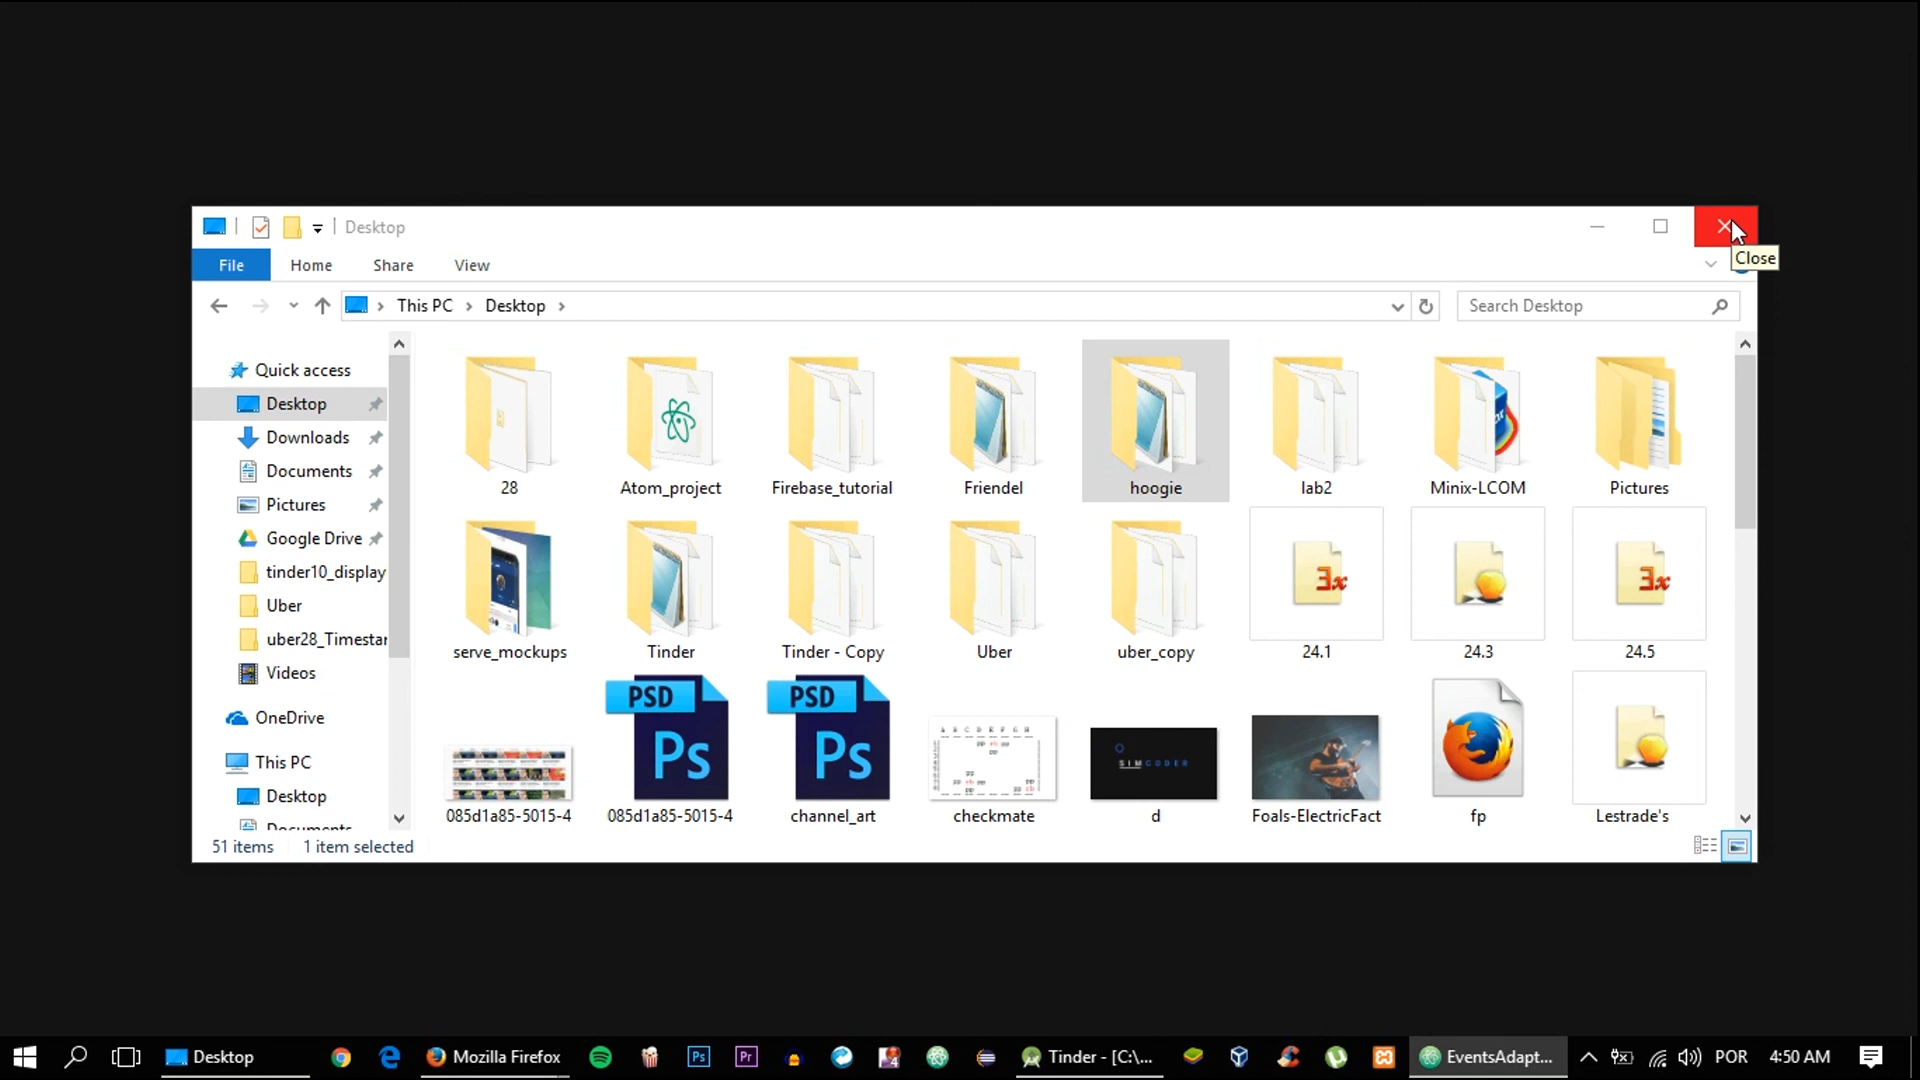 Desktop
Close
File Home Share View
This PC Desktop
Search Desktop
Quick access
Desktop
Downloads
Documents
Pictures
Google Drive
tinder10_display
Uber
uber28_Timestar
Videos
OneDrive
This PC
Desktop
Documents
28 Atom_project Firebase_tutorial Friendel hoogie lab2 Minix-LCOM Pictures
serve_mockups Tinder Tinder - Copy Uber uber_copy 24.1 24.3 24.5
PSD PSD
Ps Ps
SIMCODER
085d1a85-5015-4 085d1a85-5015-4 channel_art checkmate d Foals-ElectricFact fp Lestrade's
51 items 1 item selected
Desktop Mozilla Firefox Ps Pr Tinder - [C:\... EventsAdapt... POR 4:50 AM